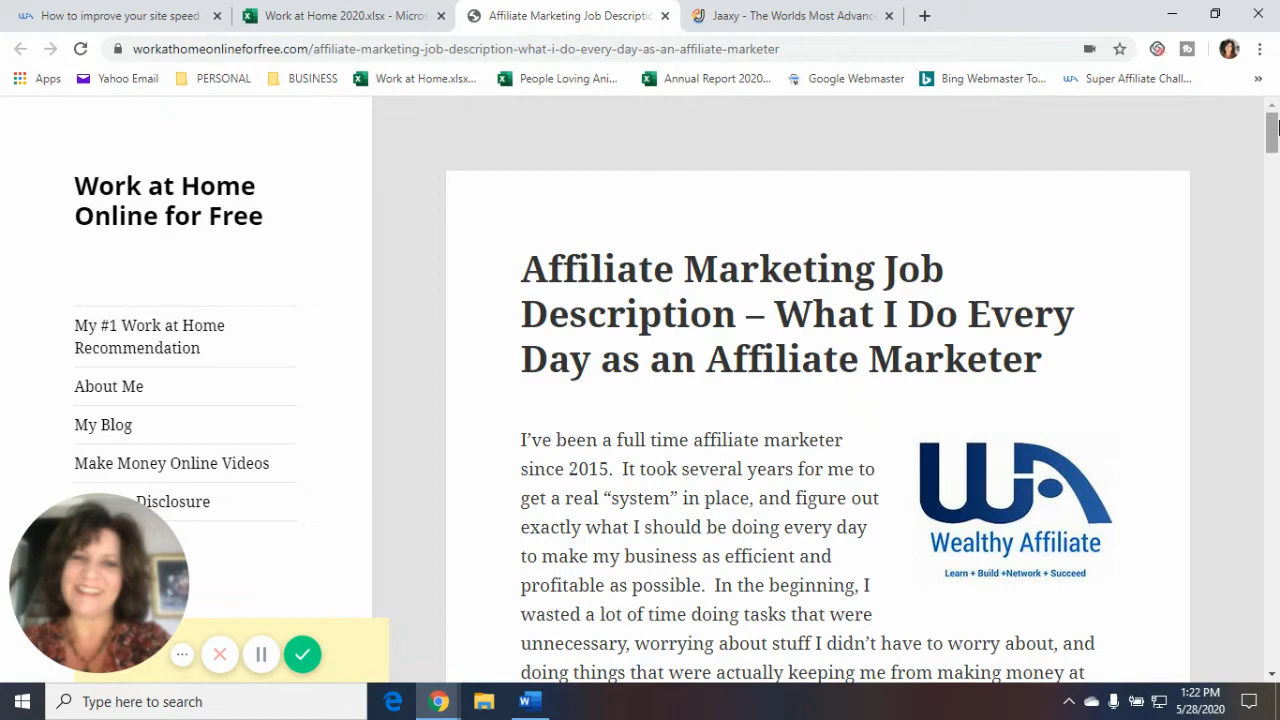 How to improve your site speed
Work at Home 2020.xlsx - Micros
Affiliate Marketing Job Descriptio
Jaaxy - The Worlds Most Advanc
workathomeonlineforfree.com/affiliate-marketing-job-description-what-i-do-every-day-as-an-affiliate-marketer
Apps
Yahoo Email
PERSONAL
BUSINESS
Work at Home.xlsx...
People Loving Ani...
Annual Report 2020...
Google Webmaster
Bing Webmaster To...
Super Affiliate Chall...
Work at Home
Online for Free
My #1 Work at Home
Recommendation
About Me
My Blog
Make Money Online Videos
Disclosure
Affiliate Marketing Job
Description – What I Do Every
Day as an Affiliate Marketer
I’ve been a full time affiliate marketer
since 2015. It took several years for me to
get a real “system” in place, and figure out
exactly what I should be doing every day
to make my business as efficient and
profitable as possible. In the beginning, I
wasted a lot of time doing tasks that were
unnecessary, worrying about stuff I didn’t have to worry about, and
doing things that were actually keeping me from making money at
WA
Wealthy Affiliate
Learn + Build +Network + Succeed
Type here to search
1:22 PM
5/28/2020